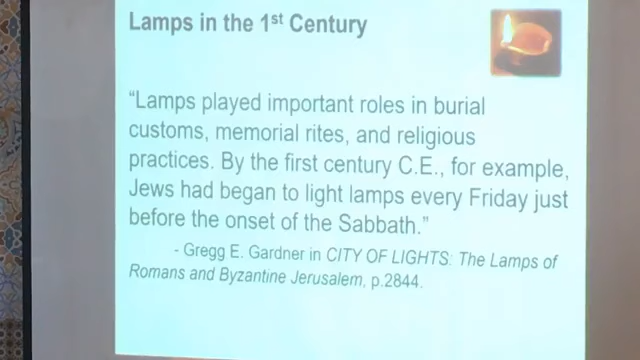 Lamps in the 1st Century
“Lamps played important roles in burial
customs, memorial rites, and religious
practices. By the first century C.E., for example,
Jews had began to light lamps every Friday just
before the onset of the Sabbath.”
- Gregg E. Gardner in CITY OF LIGHTS: The Lamps of
Romans and Byzantine Jerusalem, p.2844.